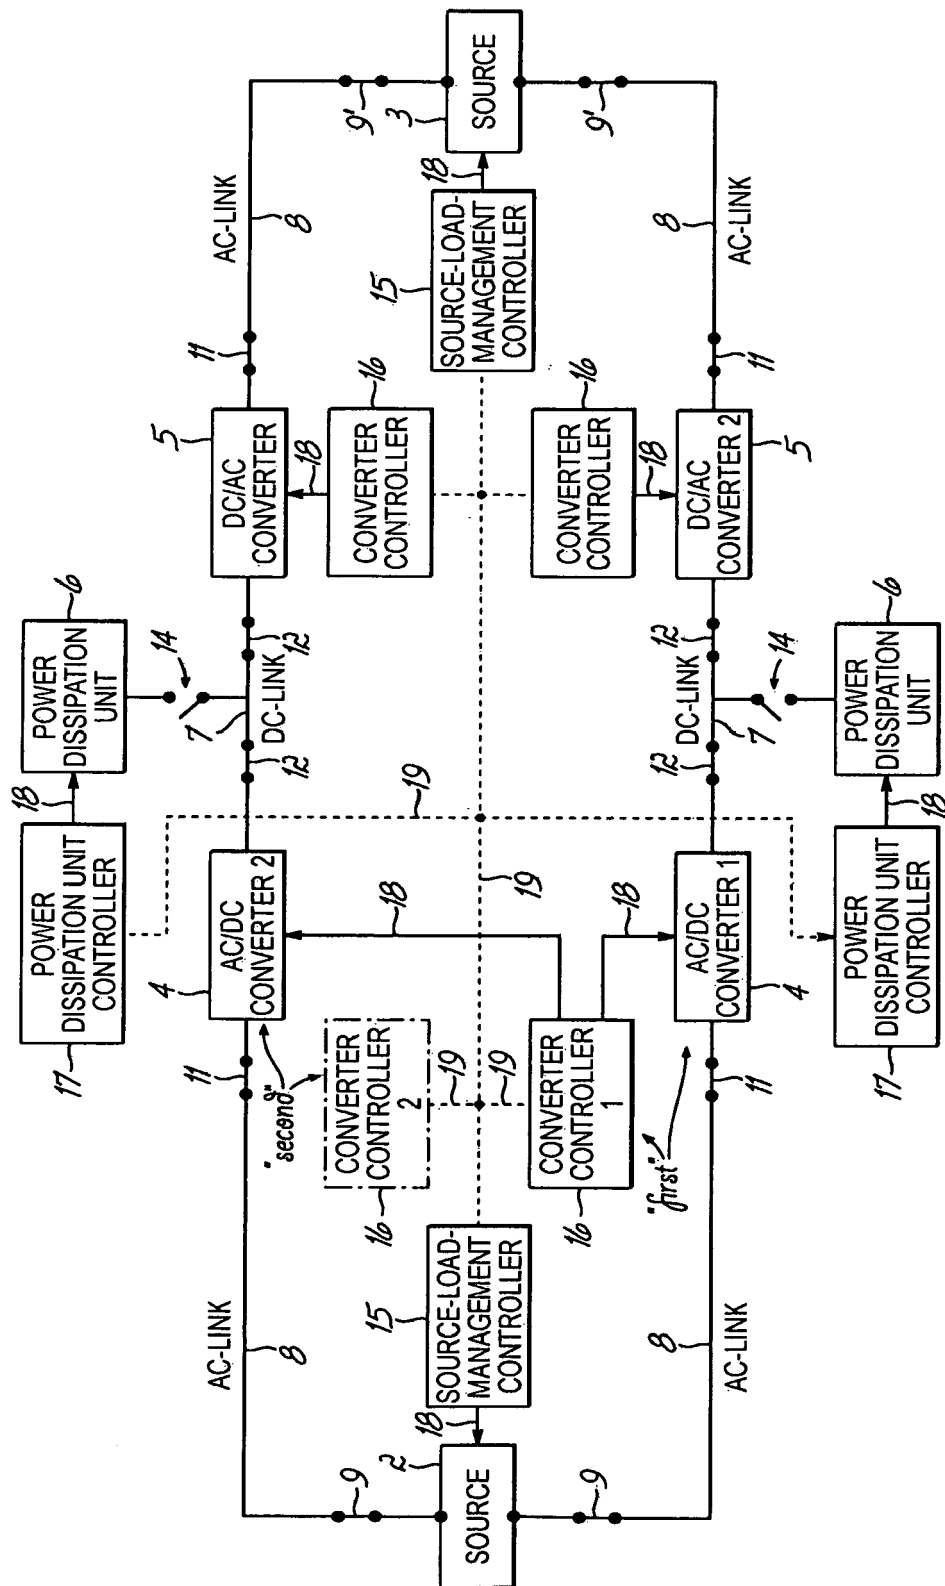 17
POWER
DISSIPATION UNIT
CONTROLLER
18
POWER
DISSIPATION
UNIT
6
14
AC-LINK
8
11
4
AC/DC
CONVERTER 2
12
7
DC-LINK
12
5
DC/AC
CONVERTER
11
AC-LINK
8
"second"
19
18
16
CONVERTER
CONTROLLER
2
18
CONVERTER
CONTROLLER
16
9
9'
2
SOURCE
18
15
SOURCE-LOAD-
MANAGEMENT
CONTROLLER
19
19
19
15
SOURCE-LOAD-
MANAGEMENT
CONTROLLER
18
3
SOURCE
9
9'
16
CONVERTER
CONTROLLER
1
18
CONVERTER
CONTROLLER
16
18
"first"
8
AC-LINK
11
AC/DC
CONVERTER 1
4
12
DC-LINK
7
12
DC/AC
CONVERTER 2
5
11
8
AC-LINK
14
17
POWER
DISSIPATION UNIT
CONTROLLER
18
POWER
DISSIPATION
UNIT
6